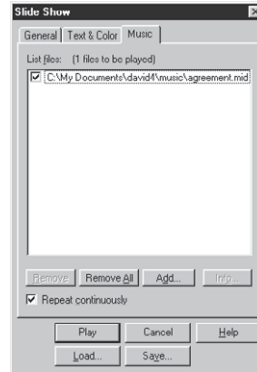 Slide Show
General Text & Color Music
List files: (1 files to be played)
C:\My Documents\david4\music\agreement.mid
Remove Remove All Add... Info...
Repeat continuously
Play Cancel Help
Load... Save...